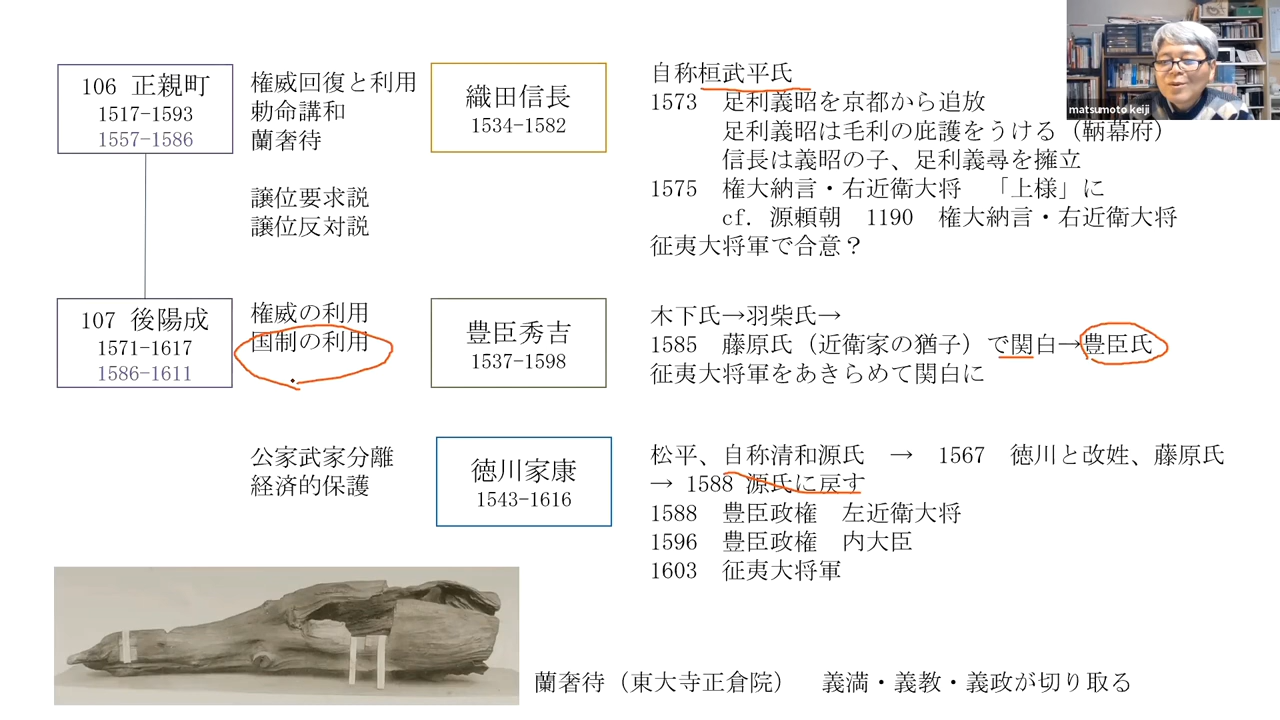 106 正親町
1517-1593
1557-1586
権威回復と利用
勅命講和
蘭奢待
譲位要求説
譲位反対説
織田信長
1534-1582
自称桓武平氏
1573 足利義昭を京都から追放
足利義昭は毛利の庇護をうける（鞆幕府）
信長は義昭の子、足利義尋を擁立
1575 権大納言・右近衛大将 「上様」に
cf. 源頼朝 1190 権大納言・右近衛大将
征夷大将軍で合意？
matsumoto keiji
107 後陽成
1571-1617
1586-1611
権威の利用
国制の利用
豊臣秀吉
1537-1598
木下氏→羽柴氏→
1585 藤原氏（近衛家の猶子）で関白→豊臣氏
征夷大将軍をあきらめて関白に
公家武家分離
経済的保護
徳川家康
1543-1616
松平、自称清和源氏 → 1567 徳川と改姓、藤原氏
→ 1588 源氏に戻す
1588 豊臣政権 左近衛大将
1596 豊臣政権 内大臣
1603 征夷大将軍
蘭奢待（東大寺正倉院） 義満・義教・義政が切り取る